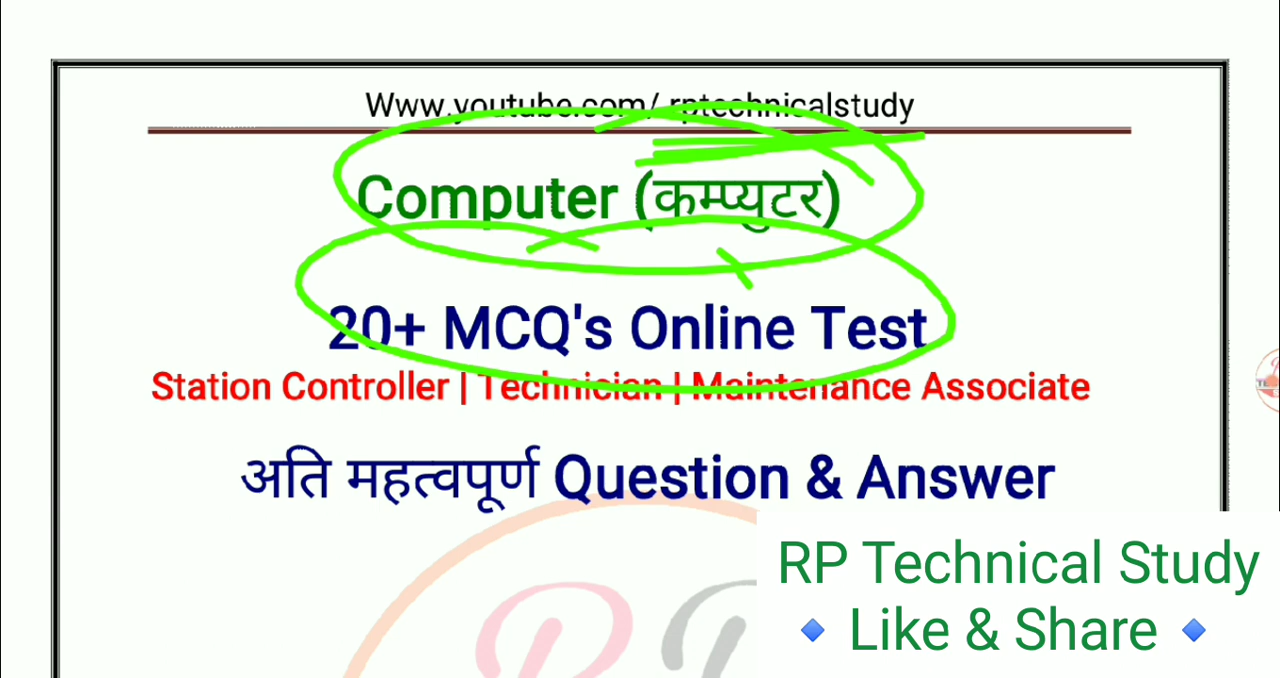 Www.youtube.com/ rptechnicalstudy
Computer (कम्प्युटर)
20+ MCQ's Online Test
Station Controller | Technician | Maintenance Associate
अति महत्वपूर्ण Question & Answer
RP Technical Study
🔹 Like & Share 🔹